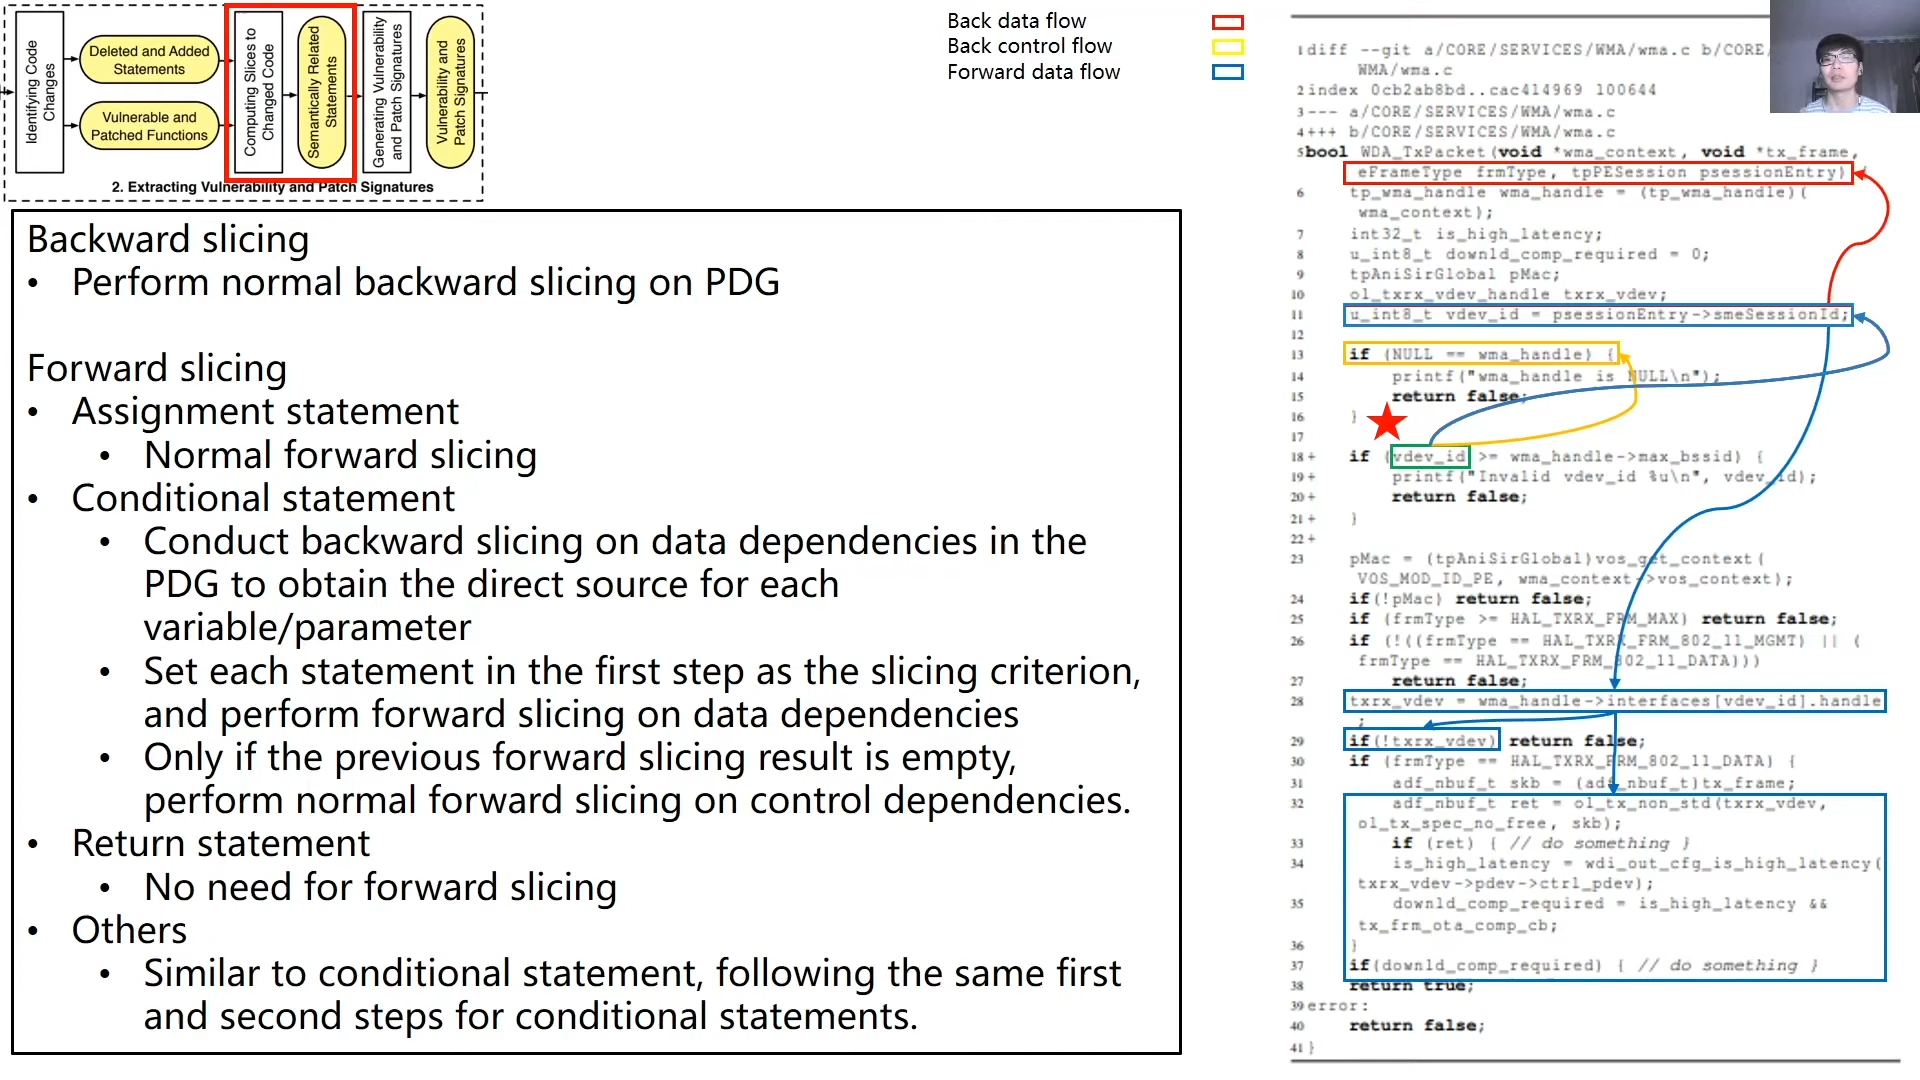 Identifying Code
Changes
Deleted and Added
Statements
Vulnerable and
Patched Functions
Computing Slices to
Changed Code
Semantically Related
Statements
Generating Vulnerability
and Patch Signatures
Vulnerability and
Patch Signatures
2. Extracting Vulnerability and Patch Signatures
Back data flow
Back control flow
Forward data flow
Backward slicing
• Perform normal backward slicing on PDG
Forward slicing
• Assignment statement
• Normal forward slicing
• Conditional statement
• Conduct backward slicing on data dependencies in the
PDG to obtain the direct source for each
variable/parameter
• Set each statement in the first step as the slicing criterion,
and perform forward slicing on data dependencies
• Only if the previous forward slicing result is empty,
perform normal forward slicing on control dependencies.
• Return statement
• No need for forward slicing
• Others
• Similar to conditional statement, following the same first
and second steps for conditional statements.
1 diff --git a/CORE/SERVICES/WMA/wma.c b/CORE/
WMA/wma.c
2 index 0cb2ab8bd..cac414969 100644
3 --- a/CORE/SERVICES/WMA/wma.c
4 +++ b/CORE/SERVICES/WMA/wma.c
5 bool WDA_TxPacket(void *wma_context, void *tx_frame,
eFrameType frmType, tpPESession psessionEntry) {
6 tp_wma_handle wma_handle = (tp_wma_handle)(
wma_context);
7 int32_t is_high_latency;
8 u_int8_t downld_comp_required = 0;
9 tpAniSirGlobal pMac;
10 ol_txrx_vdev_handle txrx_vdev;
11 u_int8_t vdev_id = psessionEntry->smeSessionId;
12
13 if (NULL == wma_handle) {
14 printf("wma_handle is NULL\n");
15 return false;
16 }
17
18 + if (vdev_id >= wma_handle->max_bssid) {
19 + printf("Invalid vdev_id %u\n", vdev_id);
20 + return false;
21 + }
22 +
23 pMac = (tpAniSirGlobal)vos_get_context(
VOS_MOD_ID_PE, wma_context->vos_context);
24 if(!pMac) return false;
25 if (frmType >= HAL_TXRX_FRM_MAX) return false;
26 if (!((frmType == HAL_TXRX_FRM_802_11_MGMT) || (
frmType == HAL_TXRX_FRM_802_11_DATA)))
27 return false;
28 txrx_vdev = wma_handle->interfaces[vdev_id].handle
;
29 if(!txrx_vdev) return false;
30 if (frmType == HAL_TXRX_FRM_802_11_DATA) {
31 adf_nbuf_t skb = (adf_nbuf_t)tx_frame;
32 adf_nbuf_t ret = ol_tx_non_std(txrx_vdev,
ol_tx_spec_no_free, skb);
33 if (ret) { // do something }
34 is_high_latency = wdi_out_cfg_is_high_latency(
txrx_vdev->pdev->ctrl_pdev);
35 downld_comp_required = is_high_latency &&
tx_frm_ota_comp_cb;
36 }
37 if(downld_comp_required) { // do something }
38 return true;
39 error:
40 return false;
41 }